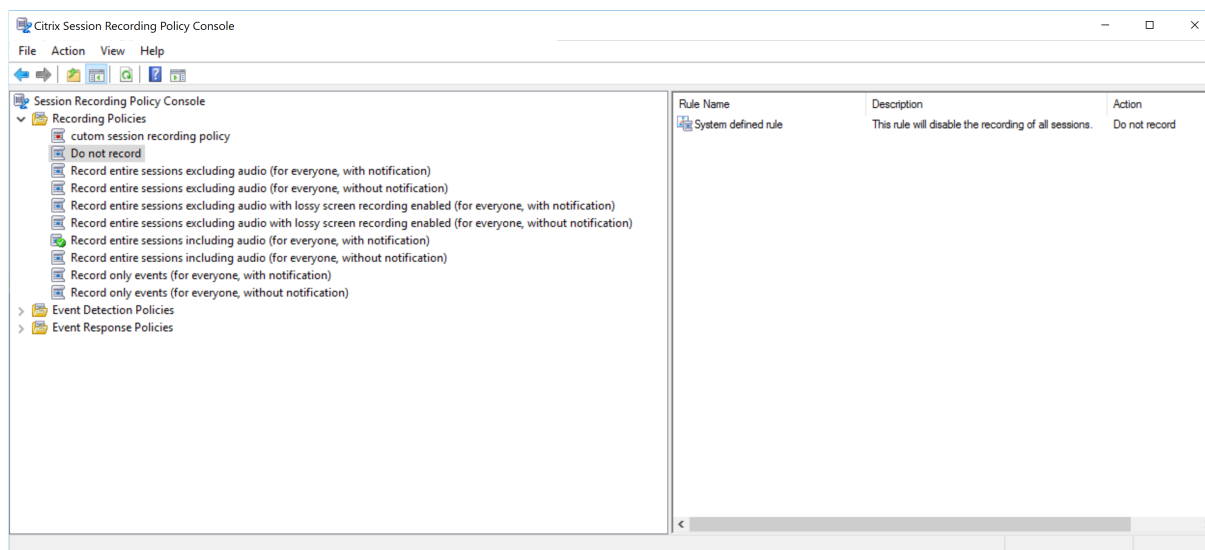 Citrix Session Recording Policy Console
File Action View Help
Session Recording Policy Console
Recording Policies
cutom session recording policy
Do not record
Record entire sessions excluding audio (for everyone, with notification)
Record entire sessions excluding audio (for everyone, without notification)
Record entire sessions excluding audio with lossy screen recording enabled (for everyone, with notification)
Record entire sessions excluding audio with lossy screen recording enabled (for everyone, without notification)
Record entire sessions including audio (for everyone, with notification)
Record entire sessions including audio (for everyone, without notification)
Record only events (for everyone, with notification)
Record only events (for everyone, without notification)
Event Detection Policies
Event Response Policies
Rule Name Description Action
System defined rule This rule will disable the recording of all sessions. Do not record